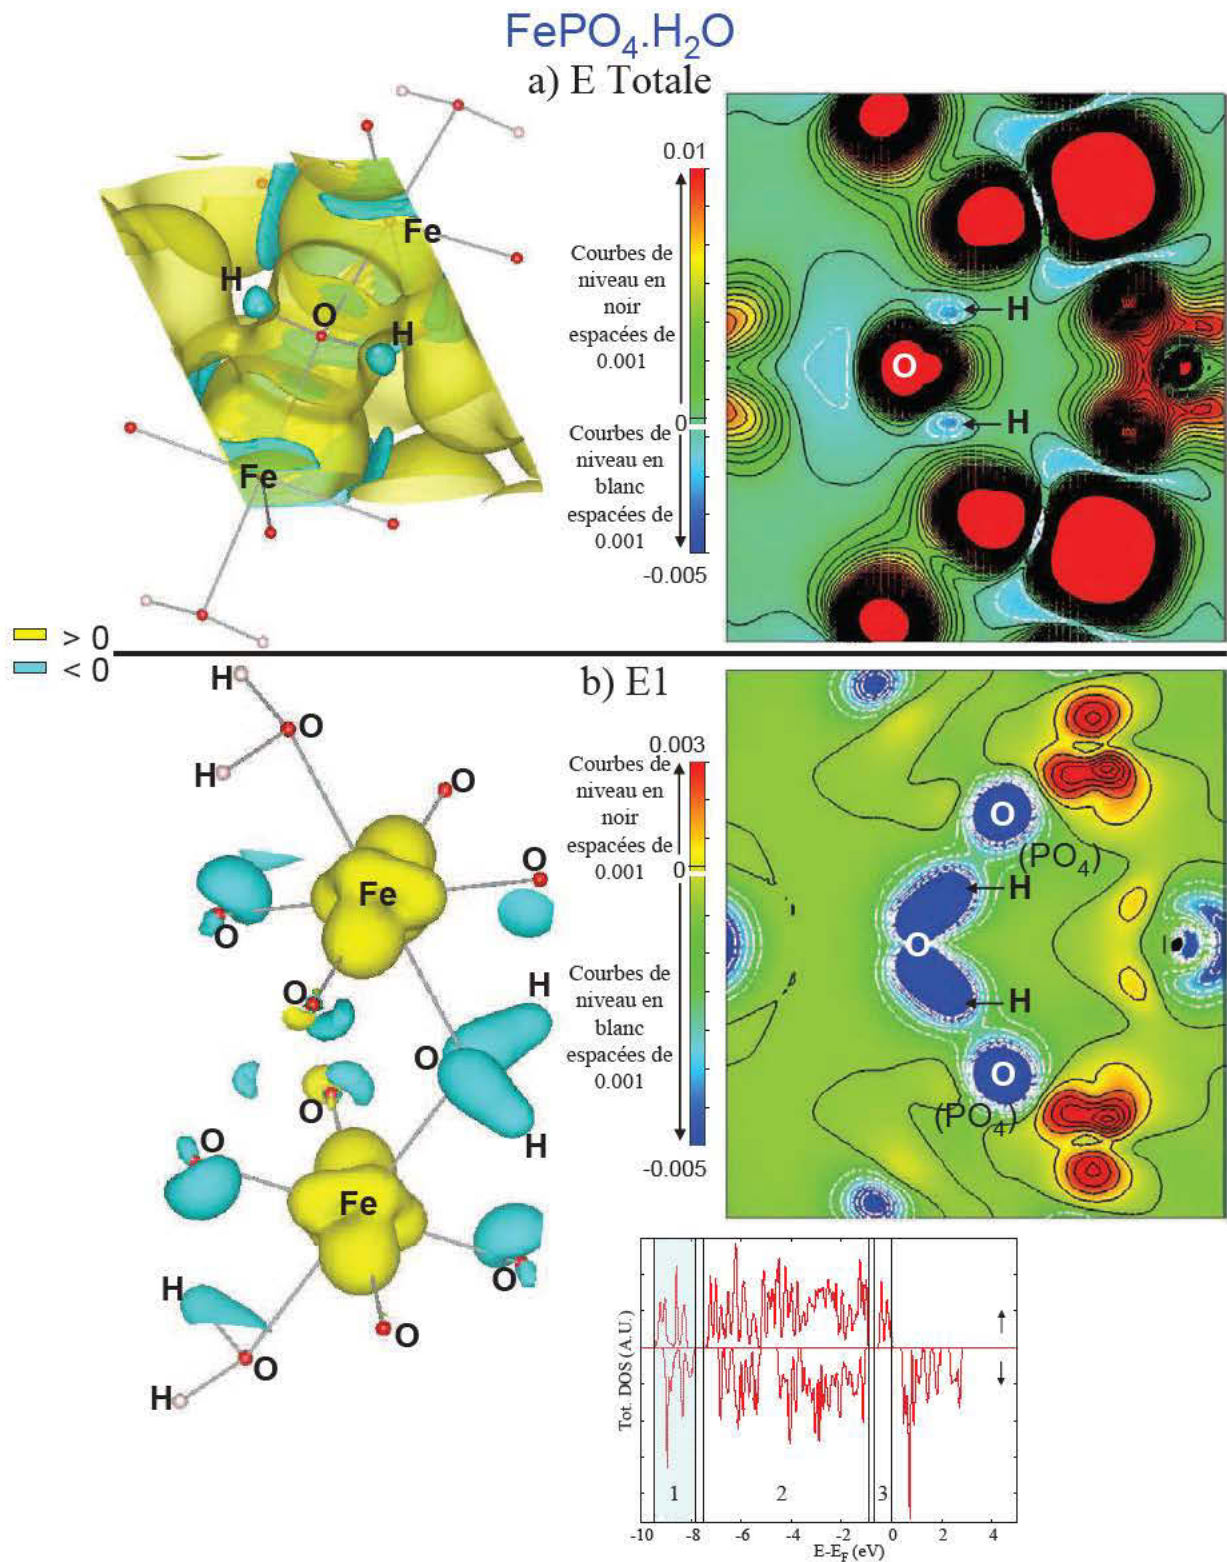 FePO4.H2O
a) E Totale
0.01
Courbes de
niveau en
noir
espacées de
0.001
0
Courbes de
niveau en
blanc
espacées de
0.001
-0.005
Fe
H
O
H
Fe
O
H
H
> 0
< 0
b) E1
0.003
Courbes de
niveau en
noir
espacées de
0.001
0
Courbes de
niveau en
blanc
espacées de
0.001
-0.005
H
O
H
O
O
Fe
O
O
H
O
H
O
O
Fe
O
H
O
O
H
O
(PO4)
H
O
H
O
(PO4)
Tot. DOS (A.U.)
1
2
3
-10
-8
-6
-4
-2
0
2
4
E-EF (eV)